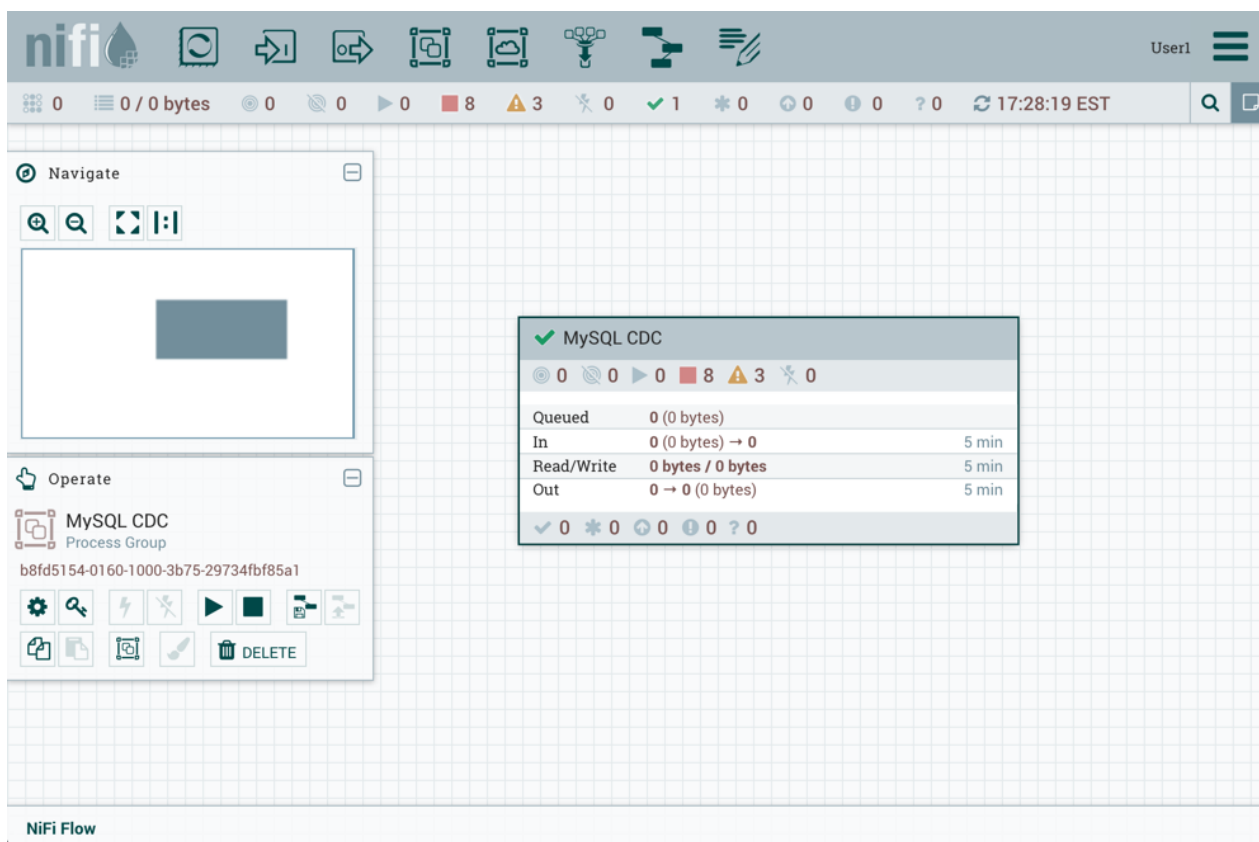 nifi
User1
0 0 / 0 bytes 0 0 0 8 3 0 1 0 0 0 ? 0 17:28:19 EST
Navigate
Operate
MySQL CDC
Process Group
b8fd5154-0160-1000-3b75-29734fbf85a1
DELETE
MySQL CDC
0 0 0 8 3 0
Queued 0 (0 bytes)
In 0 (0 bytes) → 0 5 min
Read/Write 0 bytes / 0 bytes 5 min
Out 0 → 0 (0 bytes) 5 min
0 0 0 0 ? 0
NiFi Flow